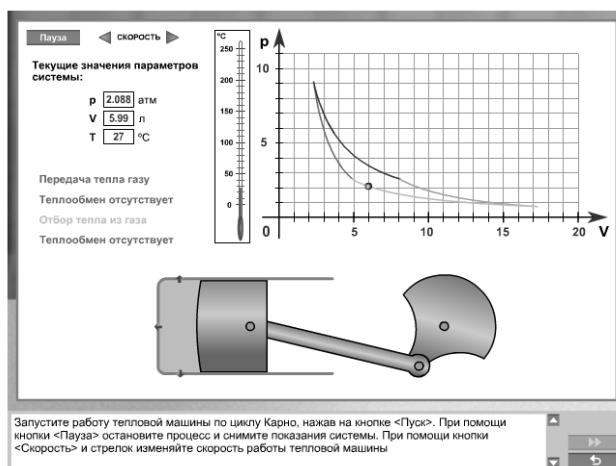 Пауза
СКОРОСТЬ
Текущие значения параметров
системы:
p 2.088 атм
V 5.99 л
T 27 ºC
Передача тепла газу
Теплообмен отсутствует
Отбор тепла из газа
Теплообмен отсутствует
ºC
250
200
150
100
50
0
p
10
5
0
5
10
15
20
V
Запустите работу тепловой машины по циклу Карно, нажав на кнопке <Пуск>. При помощи
кнопки <Пауза> остановите процесс и снимите показания системы. При помощи кнопки
<Скорость> и стрелок изменяйте скорость работы тепловой машины